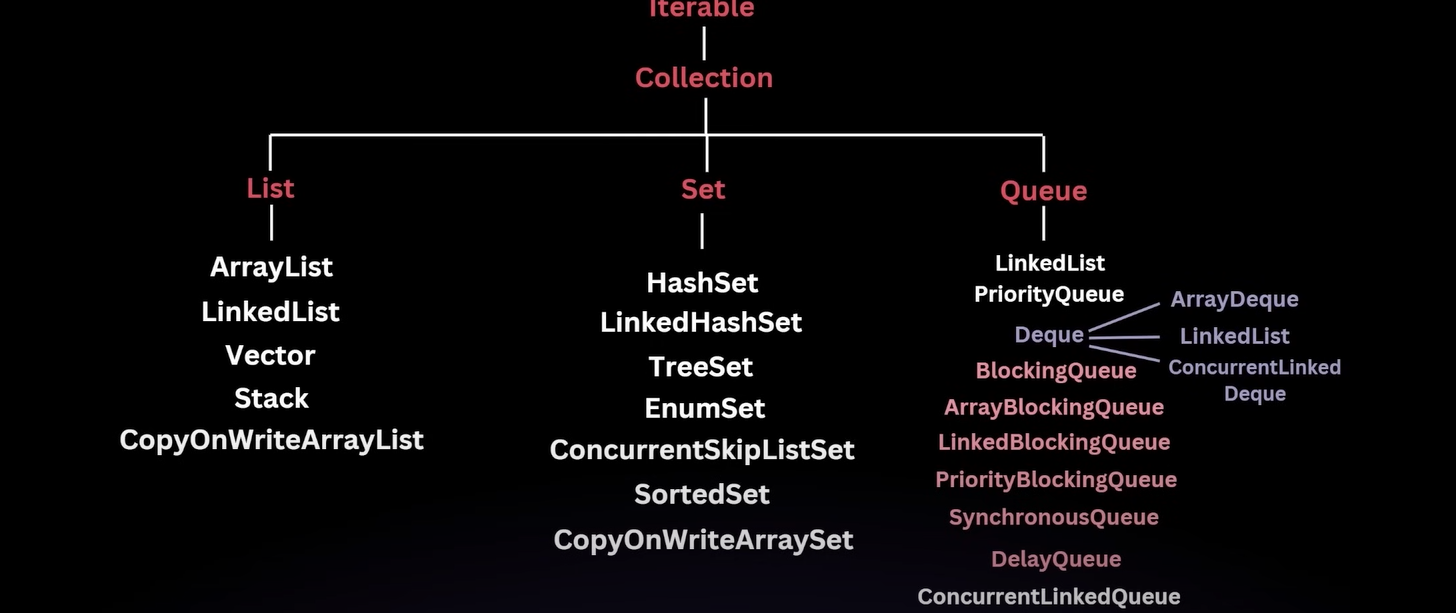 Iterable
Collection
List
Set
Queue
ArrayList
LinkedList
Vector
Stack
CopyOnWriteArrayList
HashSet
LinkedHashSet
TreeSet
EnumSet
ConcurrentSkipListSet
SortedSet
CopyOnWriteArraySet
LinkedList
PriorityQueue
Deque
ArrayDeque
LinkedList
ConcurrentLinked
Deque
BlockingQueue
ArrayBlockingQueue
LinkedBlockingQueue
PriorityBlockingQueue
SynchronousQueue
DelayQueue
ConcurrentLinkedQueue